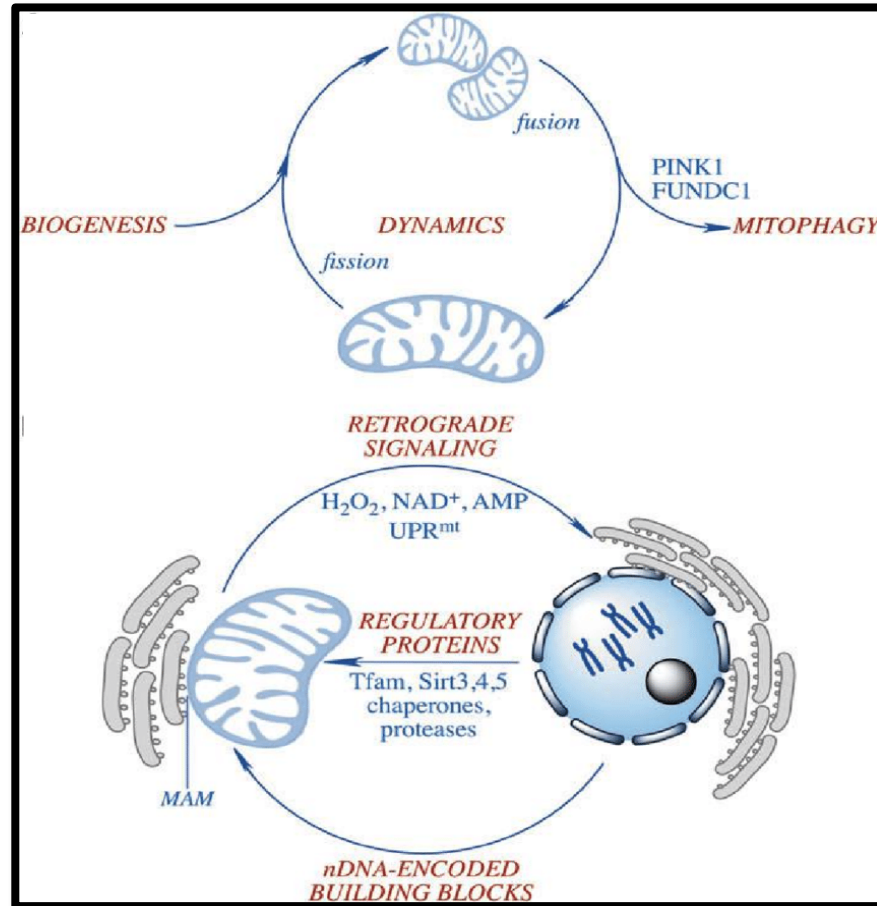 fusion
PINK1
FUNDC1
BIOGENESIS
DYNAMICS
MITOPHAGY
fission
RETROGRADE
SIGNALING
H₂O₂, NAD⁺, AMP
UPRᵐᵗ
REGULATORY
PROTEINS
Tfam, Sirt3,4,5
chaperones,
proteases
MAM
nDNA-ENCODED
BUILDING BLOCKS